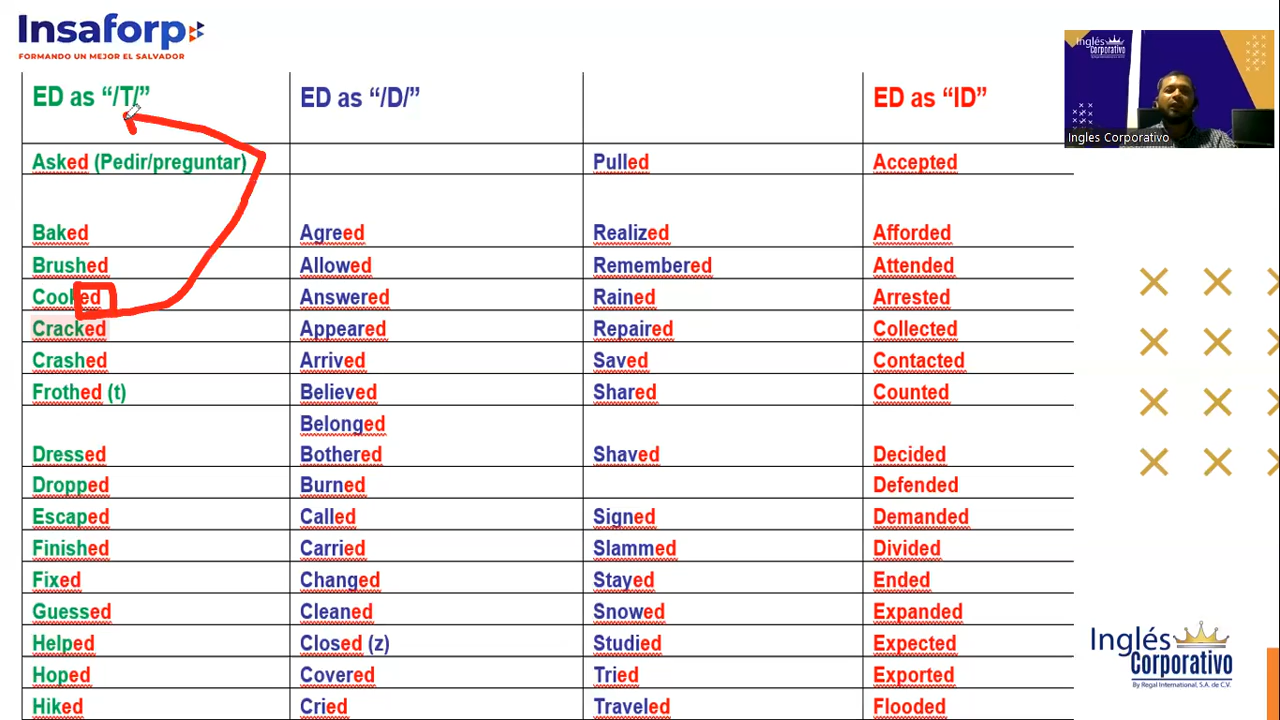 Insaforp
FORMANDO UN MEJOR EL SALVADOR
Inglés
Corporativo
Ingles Corporativo
ED as “/T/” ED as “/D/” ED as “ID”
Asked (Pedir/preguntar) Pulled Accepted
Baked Agreed Realized Afforded
Brushed Allowed Remembered Attended
Cooked Answered Rained Arrested
Cracked Appeared Repaired Collected
Crashed Arrived Saved Contacted
Frothed (t) Believed Shared Counted
Belonged
Dressed Bothered Shaved Decided
Dropped Burned Defended
Escaped Called Signed Demanded
Finished Carried Slammed Divided
Fixed Changed Stayed Ended
Guessed Cleaned Snowed Expanded
Helped Closed (z) Studied Expected
Hoped Covered Tried Exported
Hiked Cried Traveled Flooded
Inglés
Corporativo
By Regal International, S.A. de C.V.